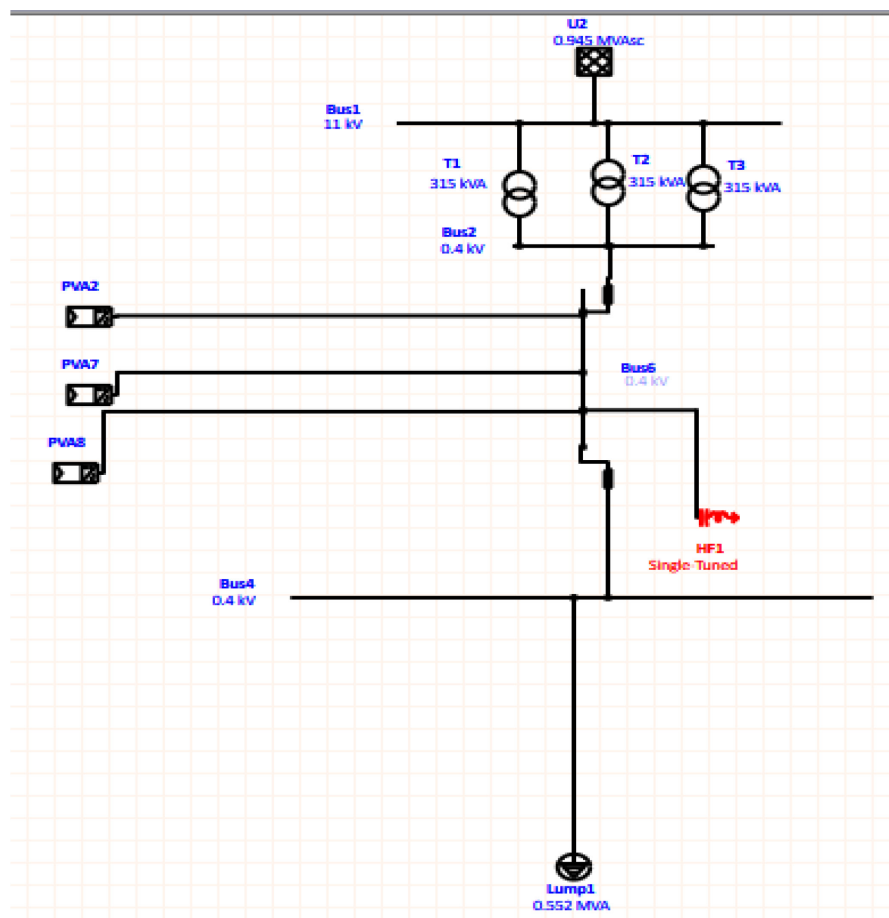 U2
0.945 MVAsc
Bus1
11 kV
T1
315 kVA
T2
315 kVA
T3
315 kVA
Bus2
0.4 kV
PVA2
PVA7
Bus6
0.4 kV
PVA8
HF1
Single-Tuned
Bus4
0.4 kV
Lump1
0.552 MVA